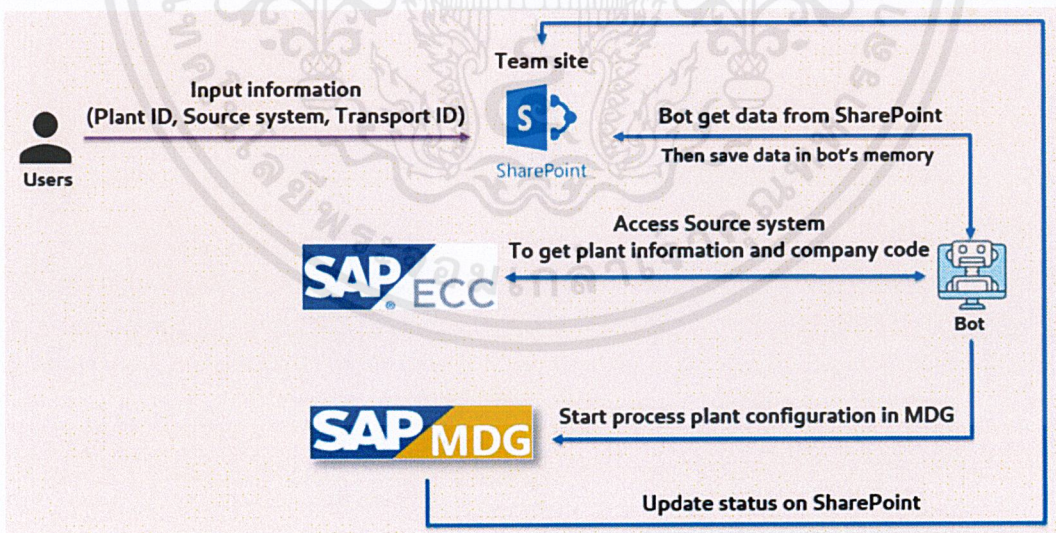 Team site
Input information
(Plant ID, Source system, Transport ID)
S
SharePoint
Users
Bot get data from SharePoint
Then save data in bot's memory
Access Source system
To get plant information and company code
SAP ECC
Bot
Start process plant configuration in MDG
SAP MDG
Update status on SharePoint